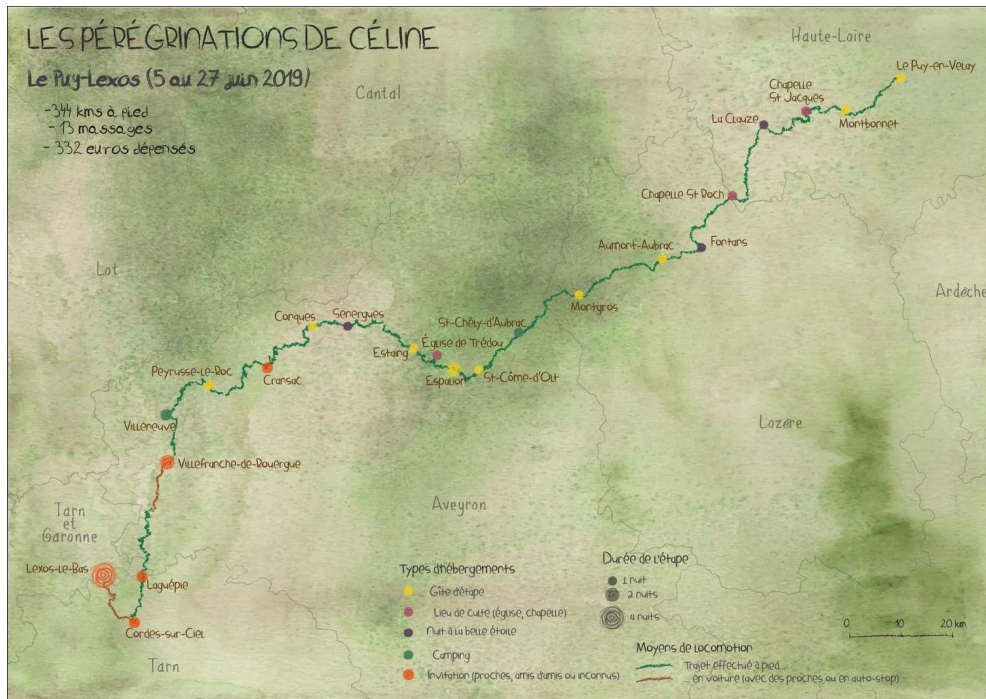 LES PÉRÉGRINATIONS DE CÉLINE
Le Puy-Lexos (5 au 27 juin 2019)
-344 kms à pied
- 13 massages
- 332 euros dépensés
Haute-Loire
Le Puy-en-Velay
Cantal
Chapelle
St Jacques
La Clauze
Montbonnet
Chapelle St Roch
Fontans
Aumont-Aubrac
Lot
Ardèche
Montgros
Conques
Senergues
St-Chély-d'Aubrac
Église de Trédou
Estaing
Espalion
St-Côme-d'Olt
Peyrusse-le-Roc
Cransac
Villeneuve
Lozère
Villefranche-de-Rouergue
Aveyron
Tarn
et
Garonne
Lexos-le-Bas
Laguépie
Cordes-sur-Ciel
Tarn
Types d'hébergements
Gîte d'étape
Lieu de culte (église, chapelle)
Nuit à la belle étoile
Camping
Invitation (proches, amis d'amis ou inconnus)
Durée de l'étape
1 nuit
2 nuits
4 nuits
Moyens de locomotion
Trajet effectué à pied...
... en voiture (avec des proches ou en auto-stop)
0 10 20 km